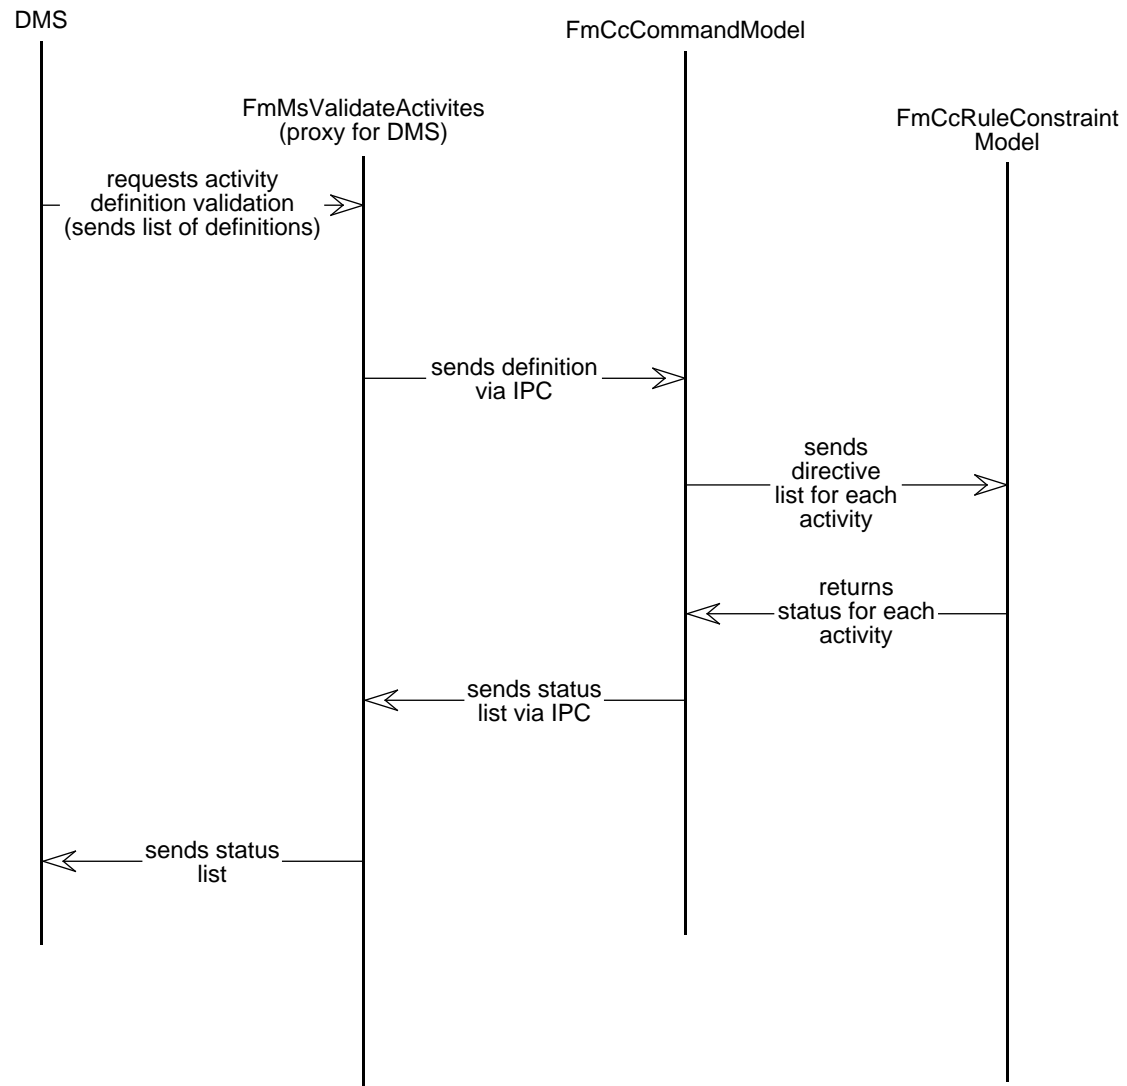 DMS
FmCcCommandModel
FmMsValidateActivites
(proxy for DMS)
FmCcRuleConstraint
Model
requests activity
definition validation
(sends list of definitions)
sends definition
via IPC
sends
directive
list for each
activity
returns
status for each
activity
sends status
list via IPC
sends status
list